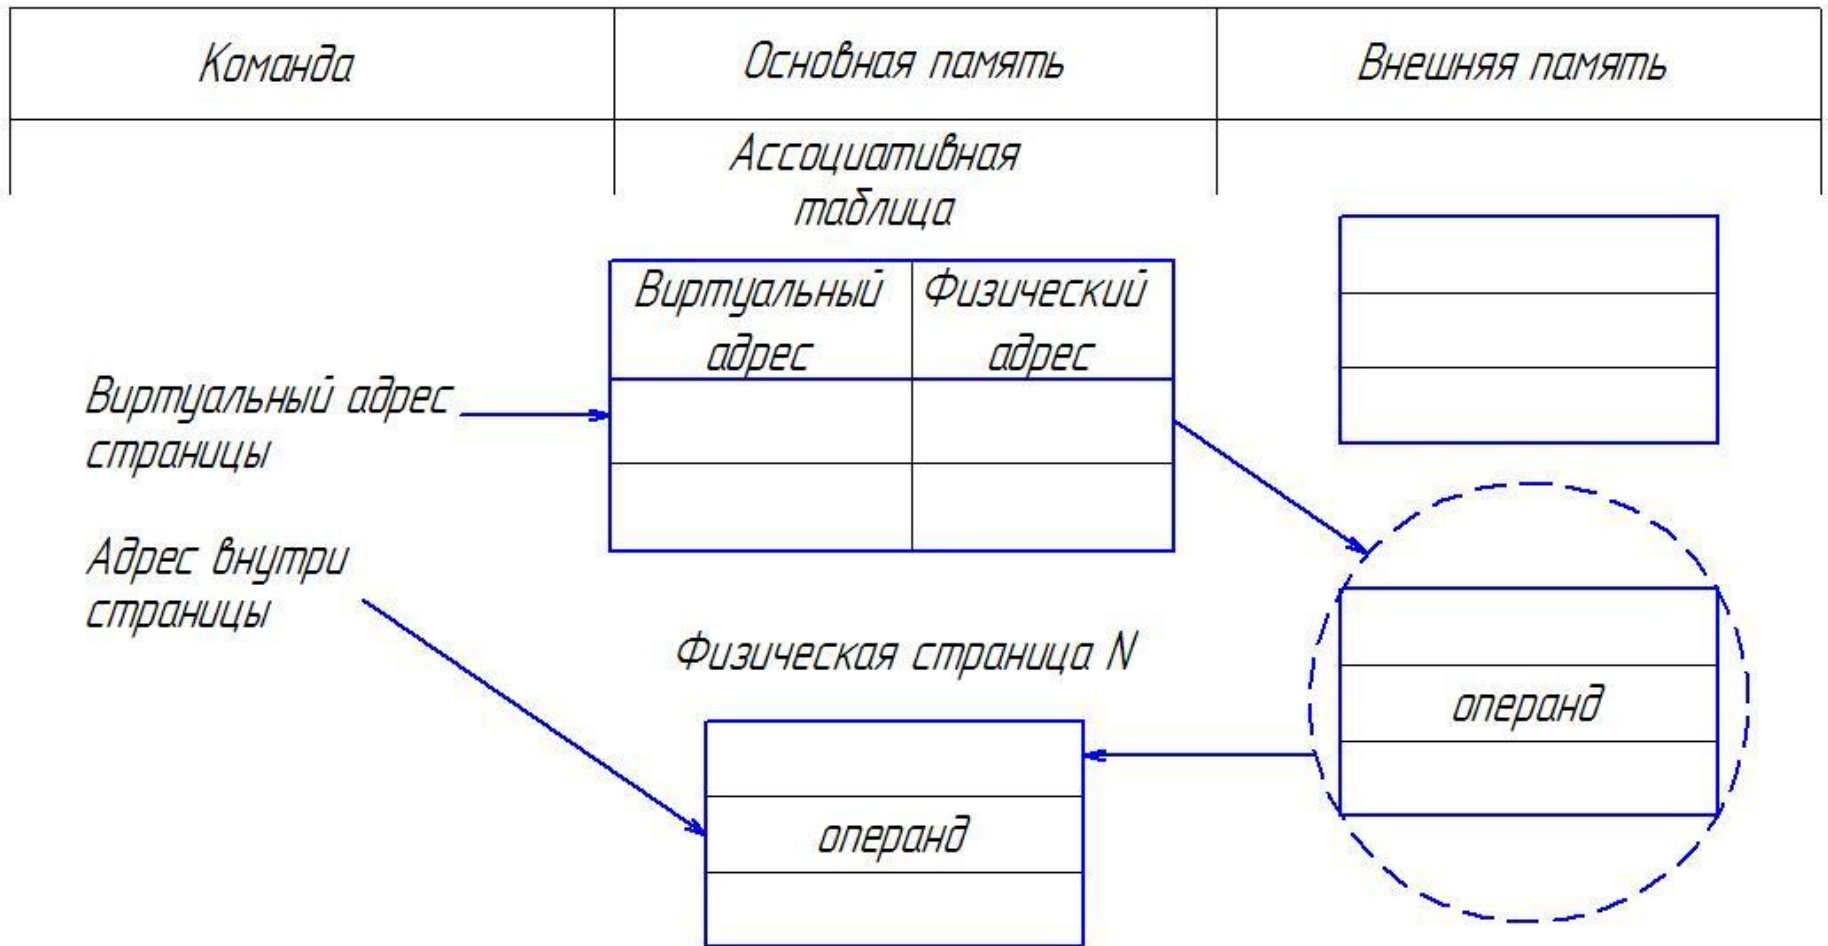 Команда
Основная память
Внешняя память
Ассоциативная
таблица
Виртуальный
адрес
Физический
адрес
Виртуальный адрес
страницы
Адрес внутри
страницы
Физическая страница N
операнд
операнд